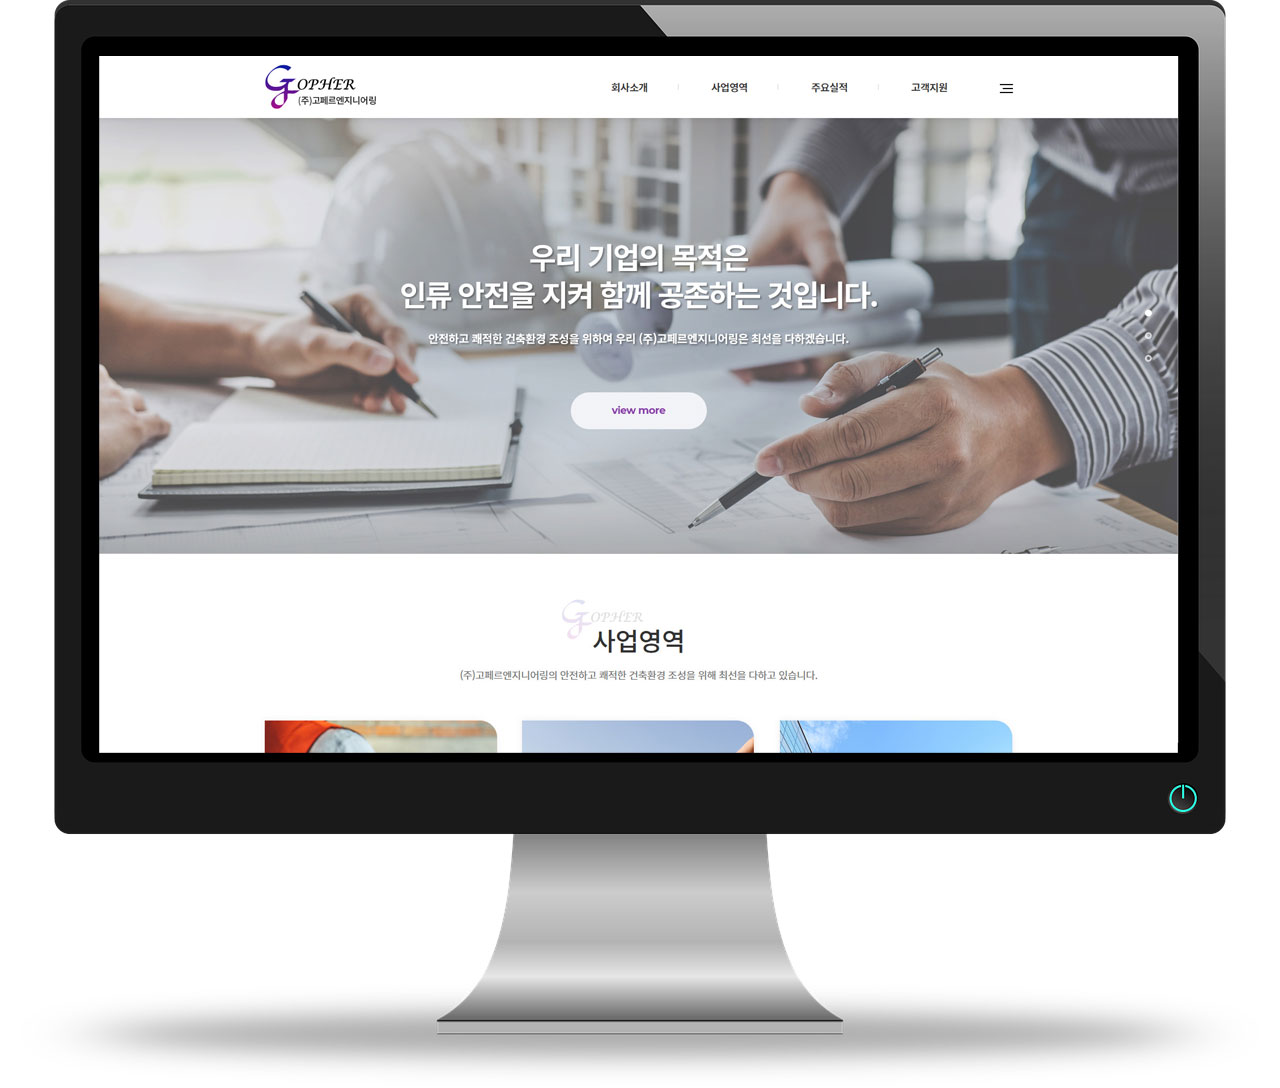 GOPHER
(주)고페르엔지니어링
회사소개 사업영역 주요실적 고객지원
우리 기업의 목적은
인류 안전을 지켜 함께 공존하는 것입니다.
안전하고 쾌적한 건축환경 조성을 위하여 우리 (주)고페르엔지니어링은 최선을 다하겠습니다.
view more
GOPHER
사업영역
(주)고페르엔지니어링의 안전하고 쾌적한 건축환경 조성을 위해 최선을 다하고 있습니다.